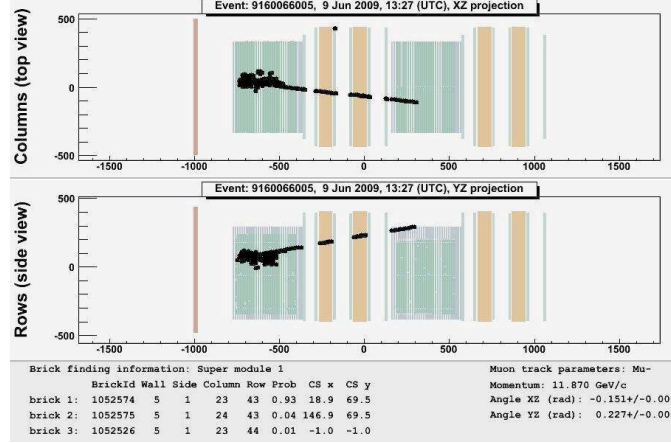 Event: 9160066005, 9 Jun 2009, 13:27 (UTC), XZ projection
Columns (top view)
500
0
-500
-1500 -1000 -500 0 500 1000 1500
Event: 9160066005, 9 Jun 2009, 13:27 (UTC), YZ projection
Rows (side view)
500
0
-500
-1500 -1000 -500 0 500 1000 1500
Brick finding information: Super module 1 Muon track parameters: Mu-
BrickId Wall Side Column Row Prob CS x CS y Momentum: 11.870 GeV/c
brick 1: 1052574 5 1 23 43 0.93 18.9 69.5 Angle XZ (rad): -0.151+/-0.00
brick 2: 1052575 5 1 24 43 0.04 146.9 69.5 Angle YZ (rad): 0.227+/-0.00
brick 3: 1052526 5 1 23 44 0.01 -1.0 -1.0